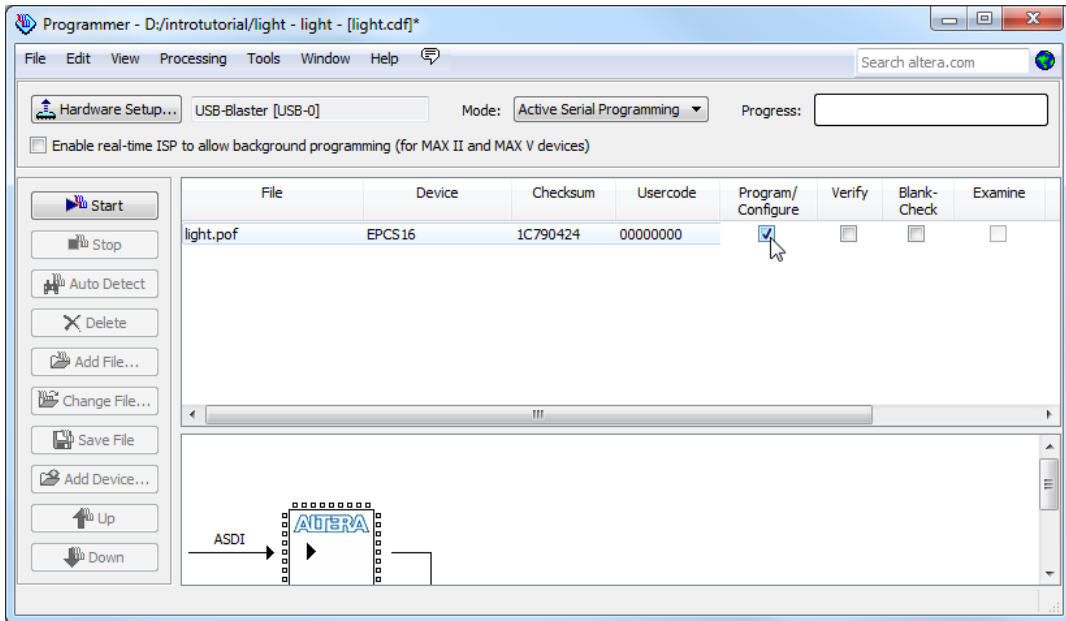 Programmer - D:/introtutorial/light - light - [light.cdf]*
File Edit View Processing Tools Window Help
Search altera.com
Hardware Setup... USB-Blaster [USB-0] Mode: Active Serial Programming Progress:
Enable real-time ISP to allow background programming (for MAX II and MAX V devices)
Start
Stop
Auto Detect
Delete
Add File...
Change File...
Save File
Add Device...
Up
Down
File Device Checksum Usercode Program/ Configure Verify Blank- Check Examine
light.pof EPCS16 1C790424 00000000
ALTERA
ASDI